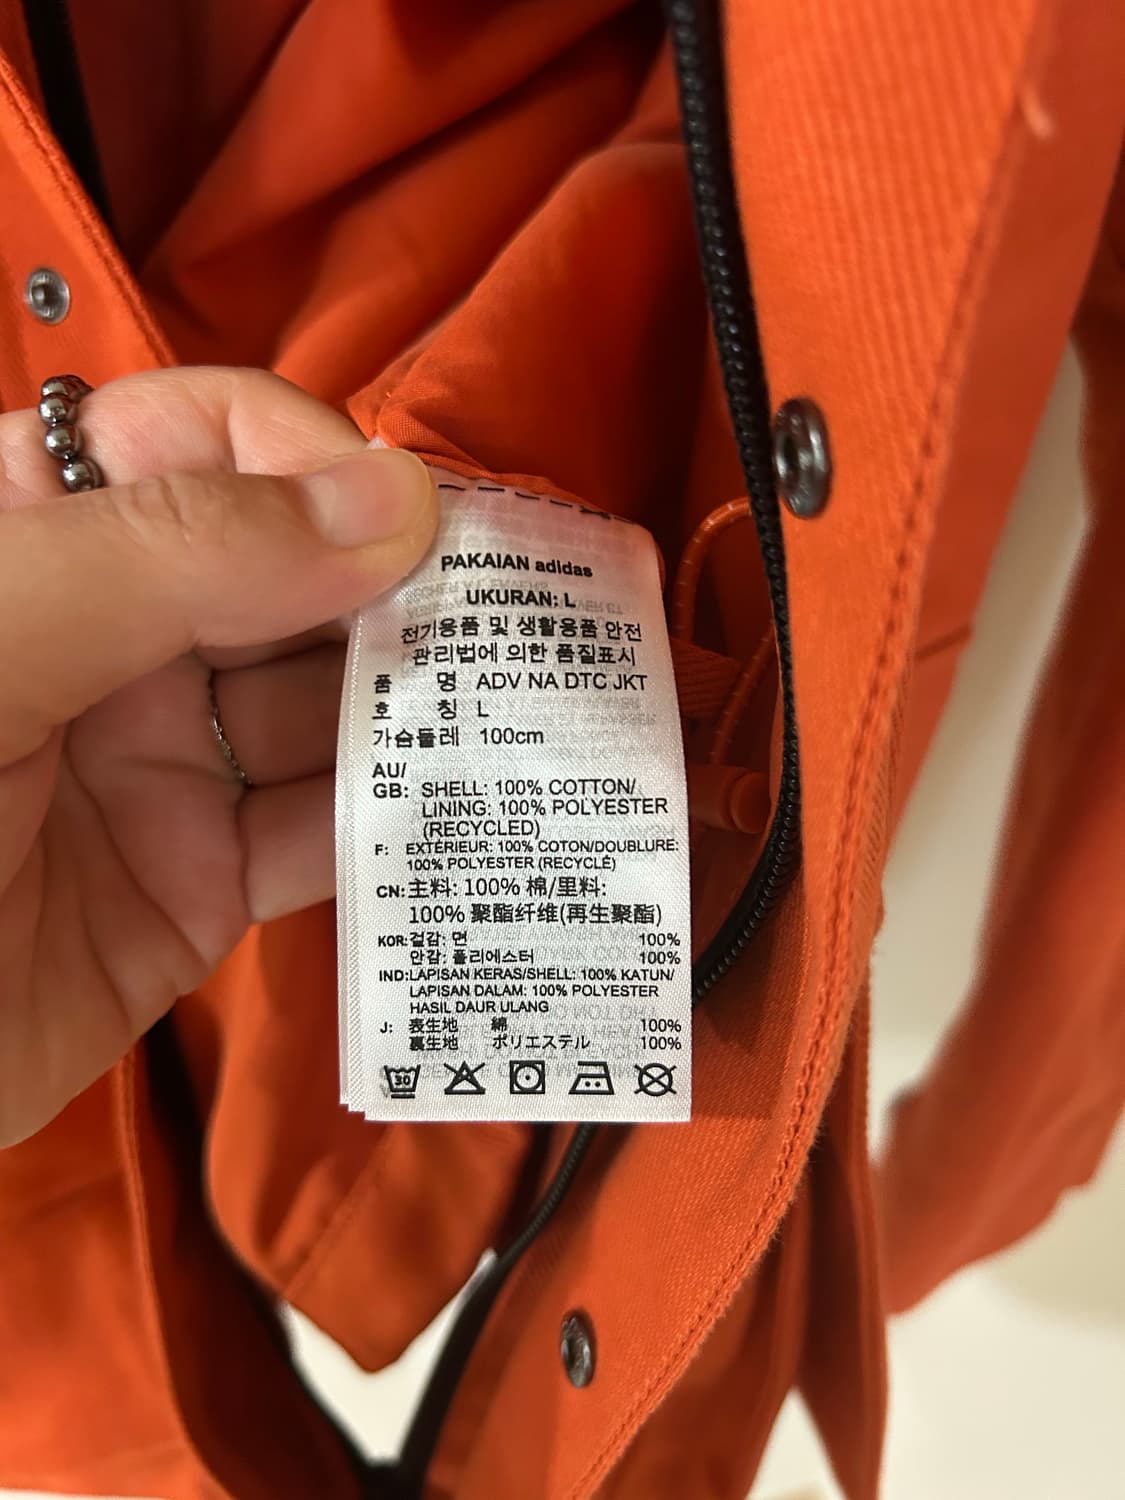 PAKAIAN adidas
UKURAN: L
전기용품 및 생활용품 안전
관리법에 의한 품질표시
품 명 ADV NA DTC JKT
호 칭 L
가슴둘레 100cm
AU/
GB: SHELL: 100% COTTON/
LINING: 100% POLYESTER
(RECYCLED)
F: EXTÉRIEUR: 100% COTON/DOUBLURE:
100% POLYESTER (RECYCLÉ)
CN: 主料: 100% 棉/里料:
100% 聚酯纤维(再生聚酯)
KOR: 겉감: 면 100%
안감: 폴리에스터 100%
IND: LAPISAN KERAS/SHELL: 100% KATUN/
LAPISAN DALAM: 100% POLYESTER
HASIL DAUR ULANG
J: 表生地 綿 100%
裏生地 ポリエステル 100%
30